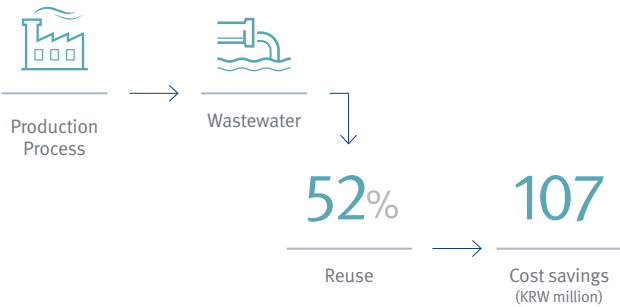 Production
Process
Wastewater
52%
Reuse
107
Cost savings
(KRW million)